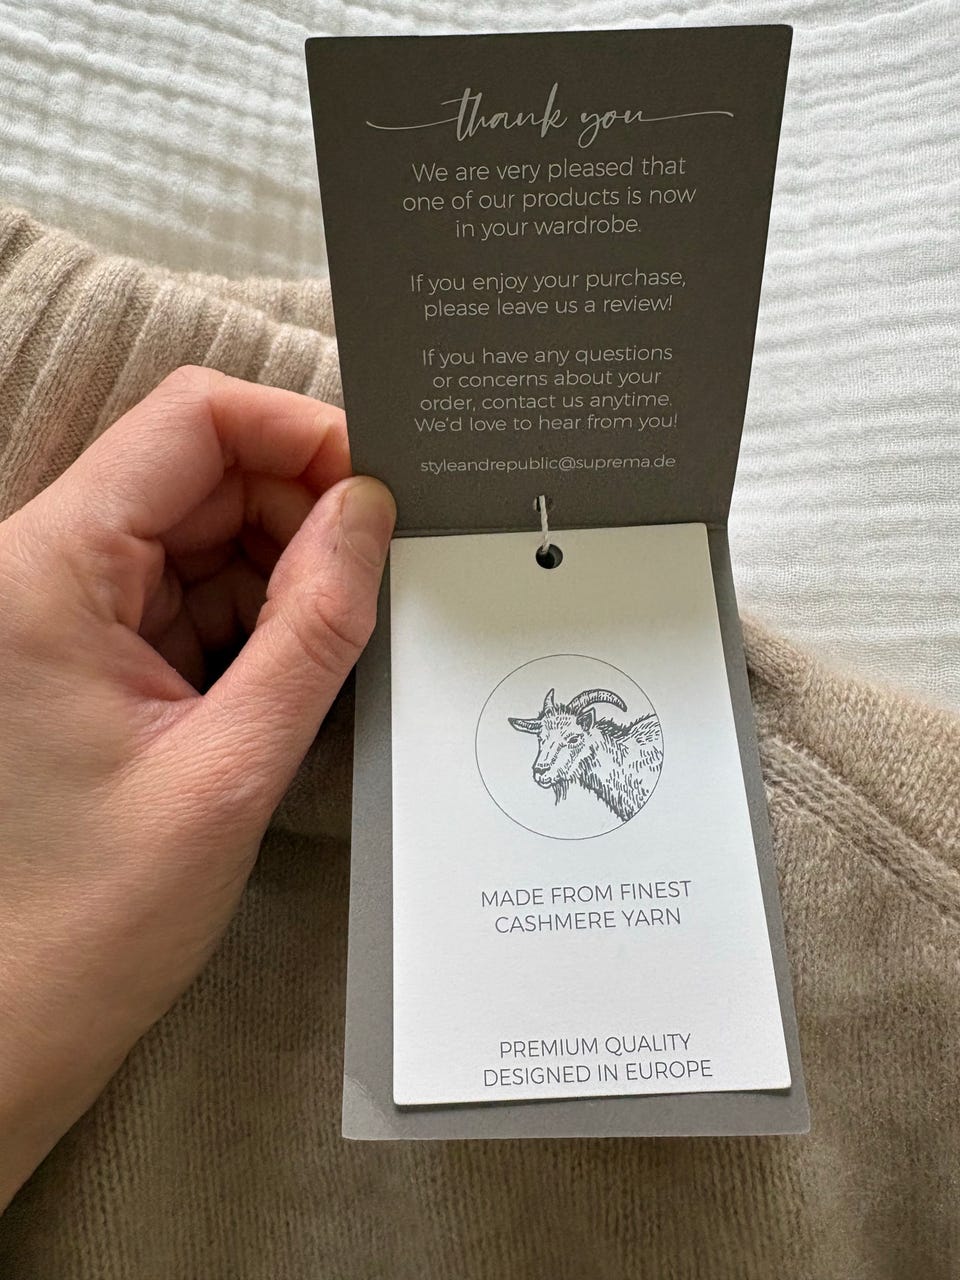 thank you
We are very pleased that
one of our products is now
in your wardrobe.
If you enjoy your purchase,
please leave us a review!
If you have any questions
or concerns about your
order, contact us anytime.
We'd love to hear from you!
styleandrepublic@suprema.de
MADE FROM FINEST
CASHMERE YARN
PREMIUM QUALITY
DESIGNED IN EUROPE